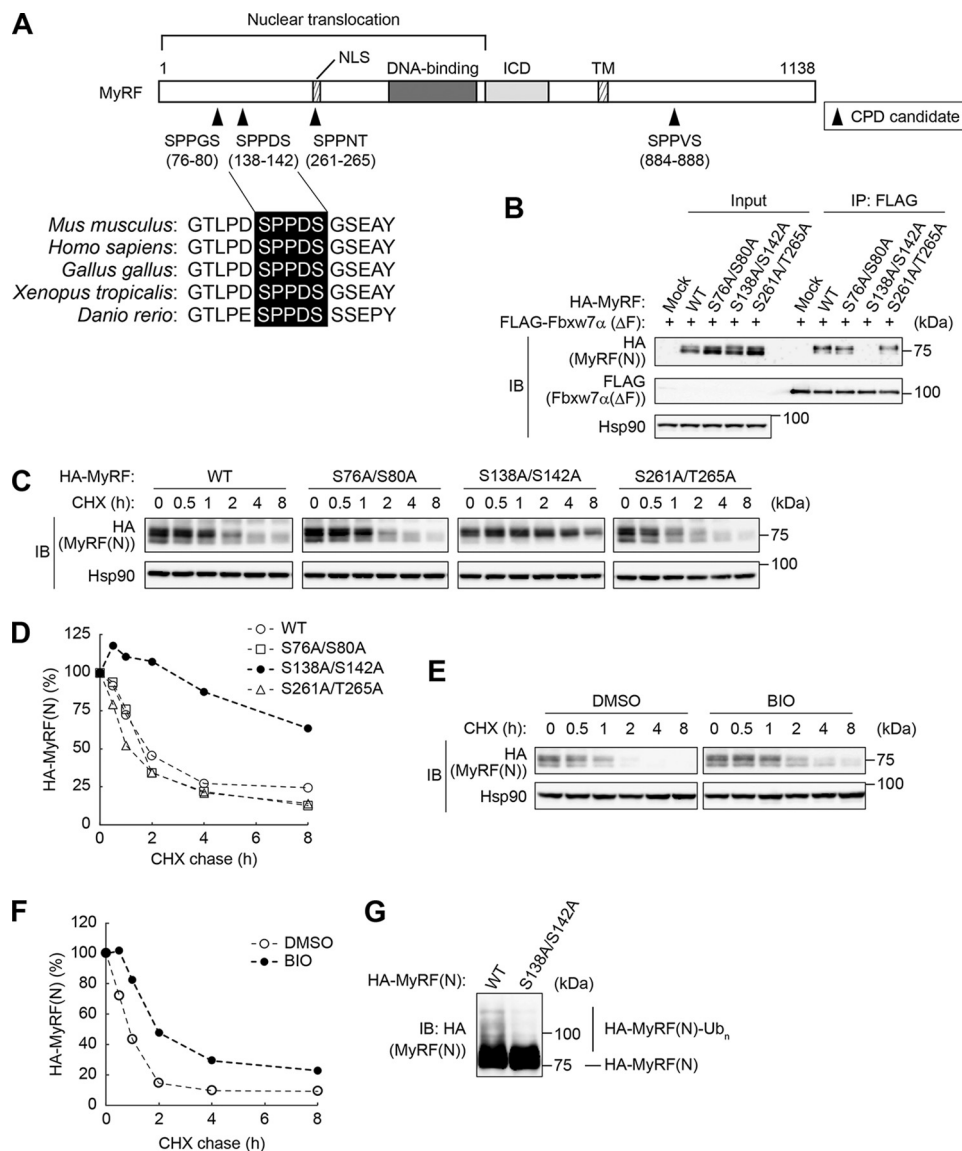 A
Nuclear translocation
1
NLS
DNA-binding
ICD
TM
1138
MyRF
CPD candidate
SPPGS
(76-80)
SPPDS
(138-142)
SPPNT
(261-265)
SPPVS
(884-888)
Mus musculus: GTLPD SPPDS GSEAY
Homo sapiens: GTLPD SPPDS GSEAY
Gallus gallus: GTLPD SPPDS GSEAY
Xenopus tropicalis: GTLPD SPPDS GSEAY
Danio rerio: GTLPE SPPDS SSEPY
B
Input
IP: FLAG
HA-MyRF: Mock WT S76A/S80A S138A/S142A S261A/T265A Mock WT S76A/S80A S138A/S142A S261A/T265A
FLAG-Fbxw7α (ΔF): + + + + + + + + + + (kDa)
IB
HA
(MyRF(N))
75
FLAG
(Fbxw7α(ΔF))
100
Hsp90
100
C
HA-MyRF: WT S76A/S80A S138A/S142A S261A/T265A
CHX (h): 0 0.5 1 2 4 8 0 0.5 1 2 4 8 0 0.5 1 2 4 8 0 0.5 1 2 4 8 (kDa)
IB
HA
(MyRF(N))
75
100
Hsp90
D
HA-MyRF(N) (%)
125
100
75
50
25
0
0 2 4 6 8
CHX chase (h)
WT
S76A/S80A
S138A/S142A
S261A/T265A
E
DMSO BIO
CHX (h): 0 0.5 1 2 4 8 0 0.5 1 2 4 8 (kDa)
IB
HA
(MyRF(N))
75
100
Hsp90
F
HA-MyRF(N) (%)
120
100
80
60
40
20
0
0 2 4 6 8
CHX chase (h)
DMSO
BIO
G
HA-MyRF(N): WT S138A/S142A (kDa)
IB: HA
(MyRF(N))
100
75
HA-MyRF(N)-Ubn
HA-MyRF(N)